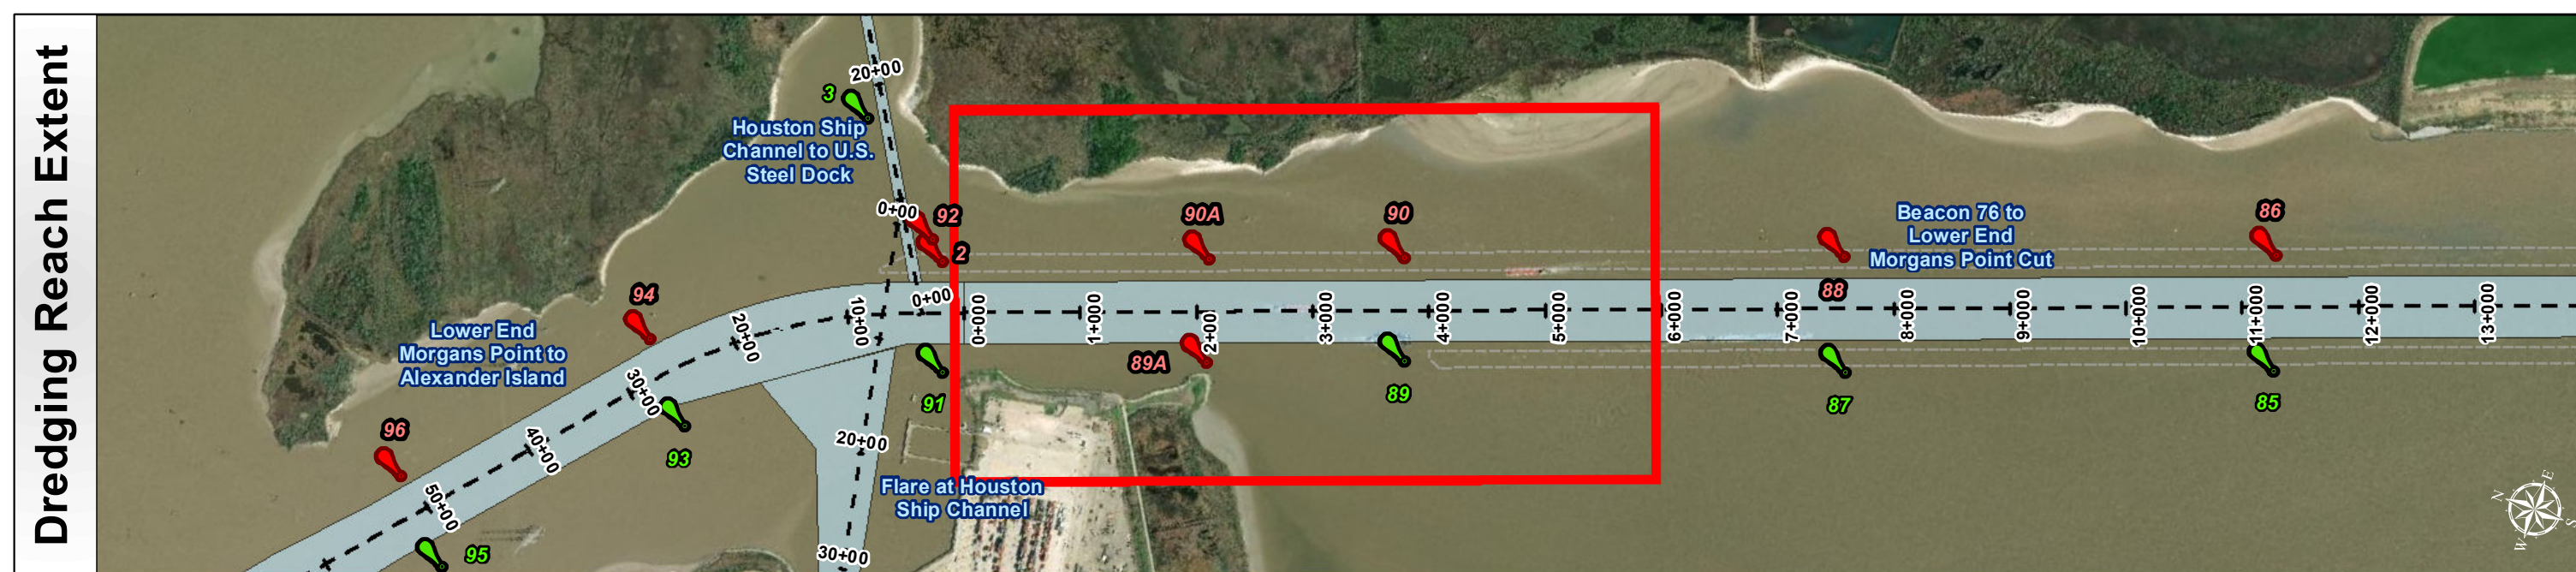 Dredging Reach Extent
20+00
3
Houston Ship
Channel to U.S.
Steel Dock
0+00
92
2
90A
90
Beacon 76 to
Lower End
Morgans Point Cut
86
88
94
Lower End
Morgans Point to
Alexander Island
20+00
10+00
0+00
0+000
1+000
2+00
3+000
4+000
5+000
6+000
7+000
8+000
9+000
10+000
11+000
12+000
13+000
89A
91
89
87
85
30+00
93
96
40+00
50+00
95
20+00
Flare at Houston
Ship Channel
30+00
N
E
S
W